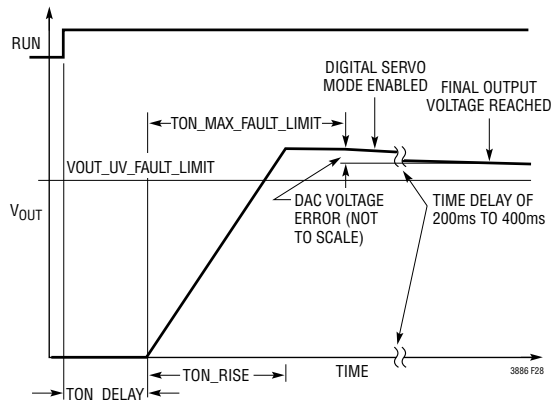 RUN
DIGITAL SERVO
MODE ENABLED
FINAL OUTPUT
VOLTAGE REACHED
TON_MAX_FAULT_LIMIT
VOUT_UV_FAULT_LIMIT
VOUT
DAC VOLTAGE
ERROR (NOT
TO SCALE)
TIME DELAY OF
200ms TO 400ms
TON_RISE
TIME
3886 F28
TON_DELAY